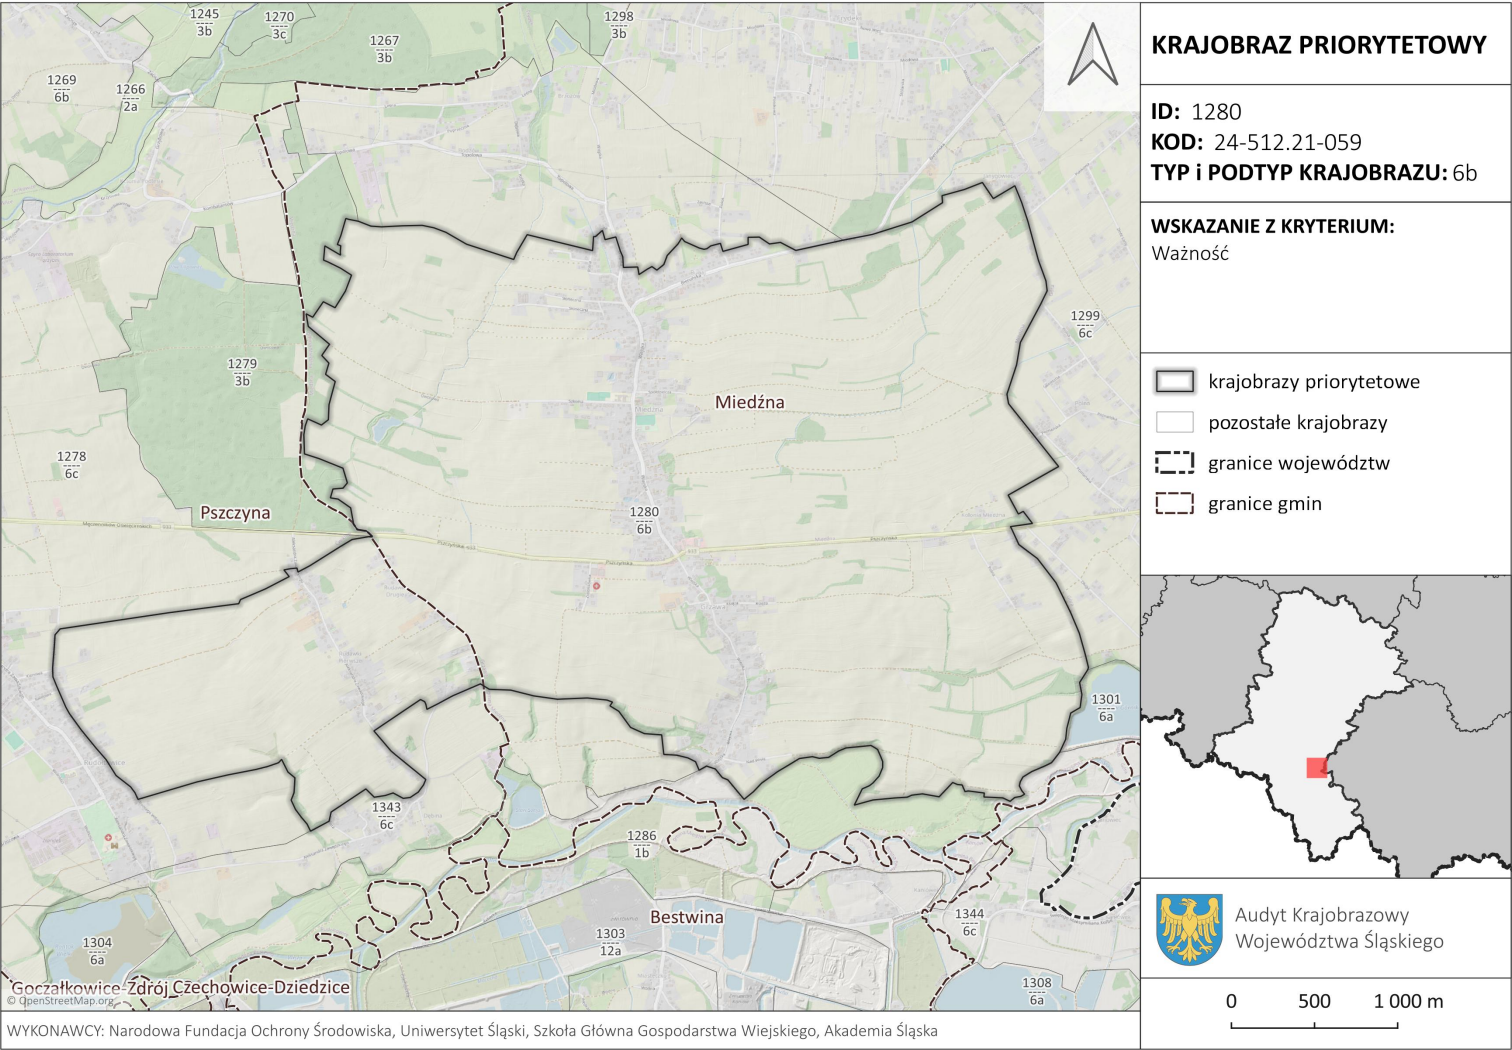 1245
3b
1270
3c
1267
3b
1298
3b
1269
6b
1266
2a
1279
3b
1299
6c
Miedźna
1278
6c
Pszczyna
1280
6b
1301
6a
1343
6c
1286
1b
Bestwina
1303
12a
1344
6c
1304
6a
1308
6a
Goczałkowice-Zdrój
Czechowice-Dziedzice
© OpenStreetMap.org
WYKONAWCY: Narodowa Fundacja Ochrony Środowiska, Uniwersytet Śląski, Szkoła Główna Gospodarstwa Wiejskiego, Akademia Śląska
KRAJOBRAZ PRIORYTETOWY
ID: 1280
KOD: 24-512.21-059
TYP i PODTYP KRAJOBRAZU: 6b
WSKAZANIE Z KRYTERIUM:
Ważność
krajobrazy priorytetowe
pozostałe krajobrazy
granice województw
granice gmin
Audyt Krajobrazowy
Województwa Śląskiego
0 500 1 000 m